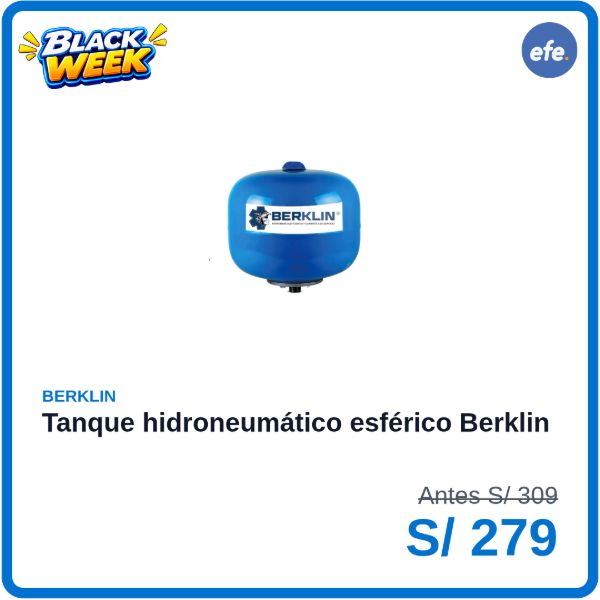 BLACK
WEEK
efe.
BERKLIN®
BERKLIN
Tanque hidroneumático esférico Berklin
Antes S/ 309
S/ 279